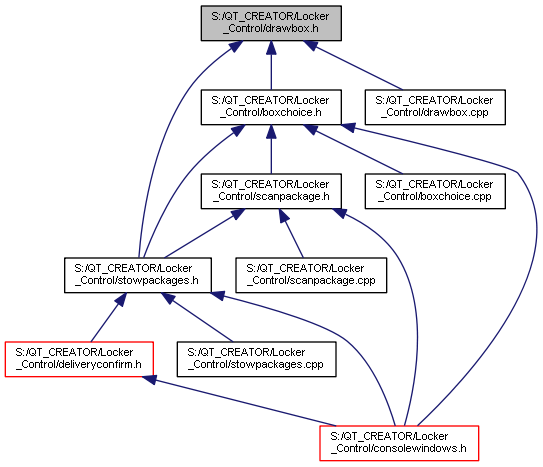 S:/QT_CREATOR/Locker
_Control/drawbox.h
S:/QT_CREATOR/Locker
_Control/boxchoice.h
S:/QT_CREATOR/Locker
_Control/drawbox.cpp
S:/QT_CREATOR/Locker
_Control/scanpackage.h
S:/QT_CREATOR/Locker
_Control/boxchoice.cpp
S:/QT_CREATOR/Locker
_Control/stowpackages.h
S:/QT_CREATOR/Locker
_Control/scanpackage.cpp
S:/QT_CREATOR/Locker
_Control/deliveryconfirm.h
S:/QT_CREATOR/Locker
_Control/stowpackages.cpp
S:/QT_CREATOR/Locker
_Control/consolewindows.h